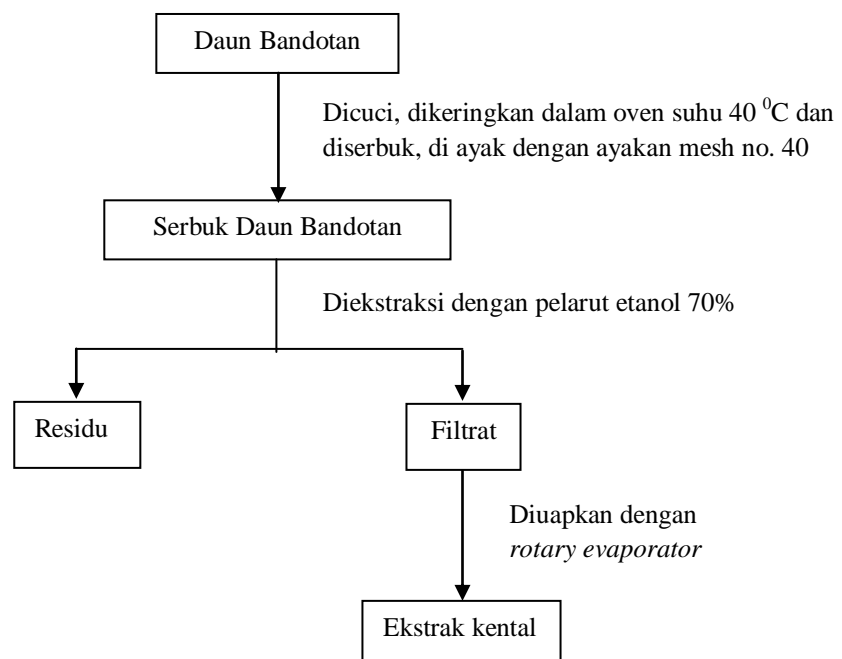 Daun Bandotan
Dicuci, dikeringkan dalam oven suhu 40 ⁰C dan
diserbuk, di ayak dengan ayakan mesh no. 40
Serbuk Daun Bandotan
Diekstraksi dengan pelarut etanol 70%
Residu
Filtrat
Diuapkan dengan
rotary evaporator
Ekstrak kental